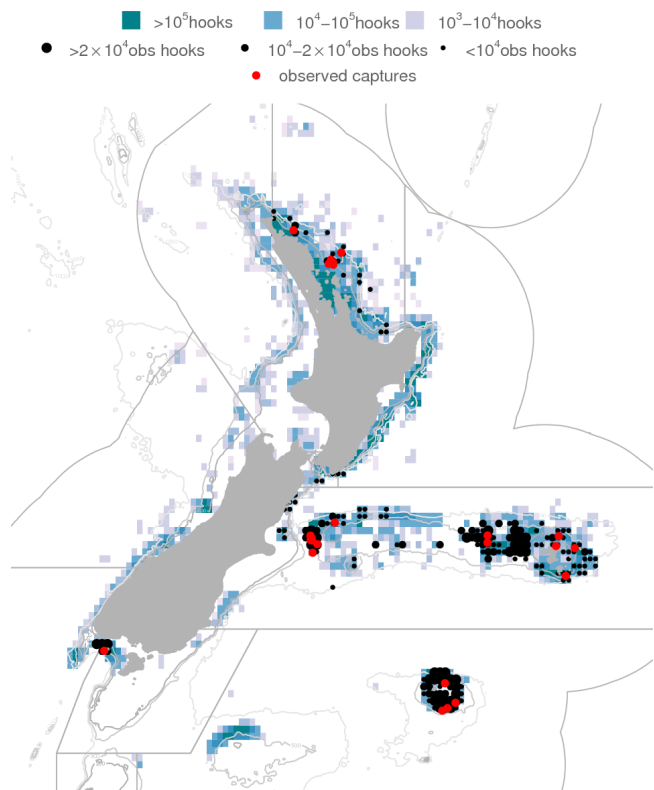 >10⁵hooks 10⁴−10⁵hooks 10³−10⁴hooks
>2×10⁴obs hooks 10⁴−2×10⁴obs hooks <10⁴obs hooks
observed captures